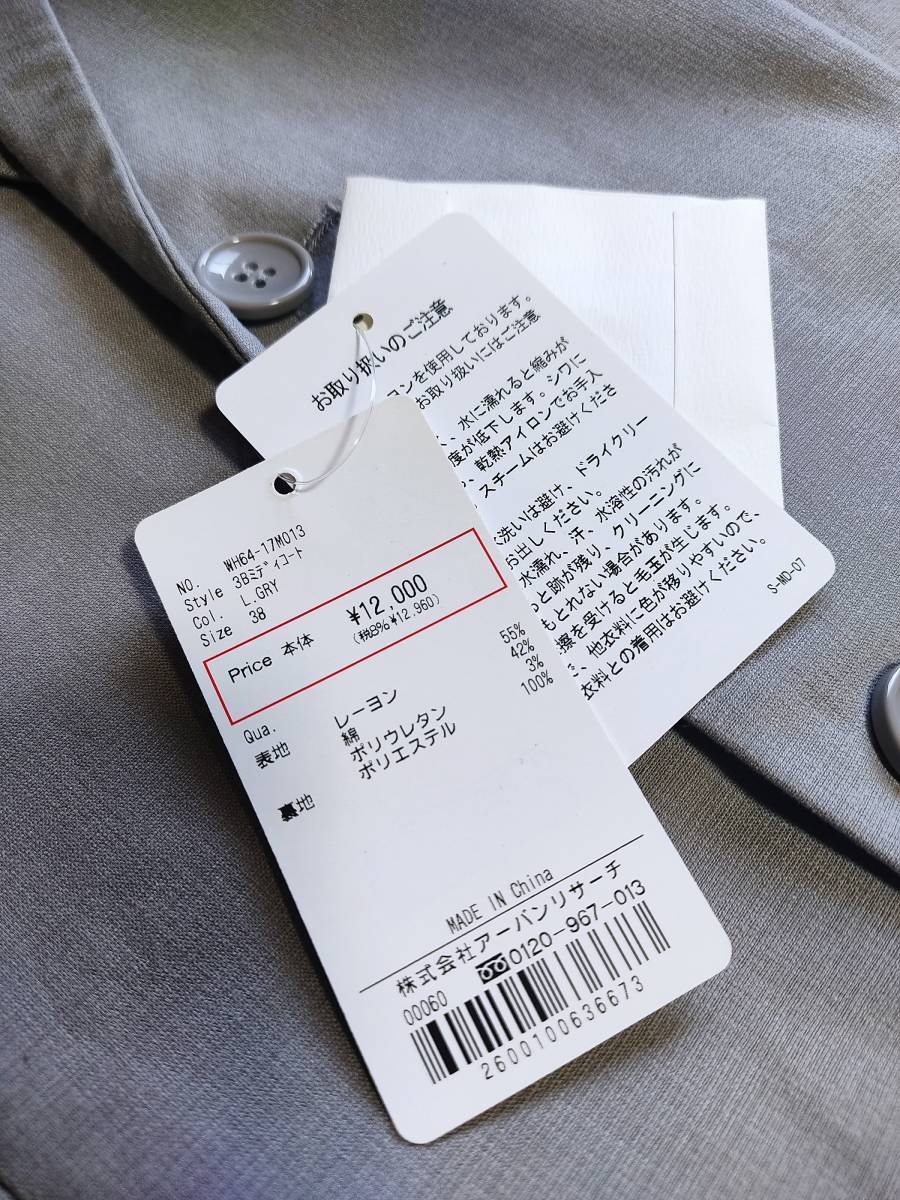 お取り扱いのご注意
ヨンを使用しております。
お取り扱いにはご注意
、水に濡れると縮みが
度が低下します。シワに
、乾熱アイロンでお手入
スチームはお避けくださ
洗いは避け、ドライクリー
お出しください。
水濡れ、汗、水溶性の汚れが
と跡が残り、クリーニングに
もとれない場合があります。
擦を受けると毛玉が生じます。
、他衣料に色が移りやすいので、
衣料との着用はお避けください。
S-MD-07
NO. WH64-17M013
Style 3Bミディコート
Col. L.GRY
Size 38
Price 本体 ¥12,000
(税8% ¥12,960)
Qua.
表地 レーヨン 55%
綿 42%
ポリウレタン 3%
裏地 ポリエステル 100%
MADE IN China
株式会社アーバンリサーチ
00060 0120-967-013
2600100636673